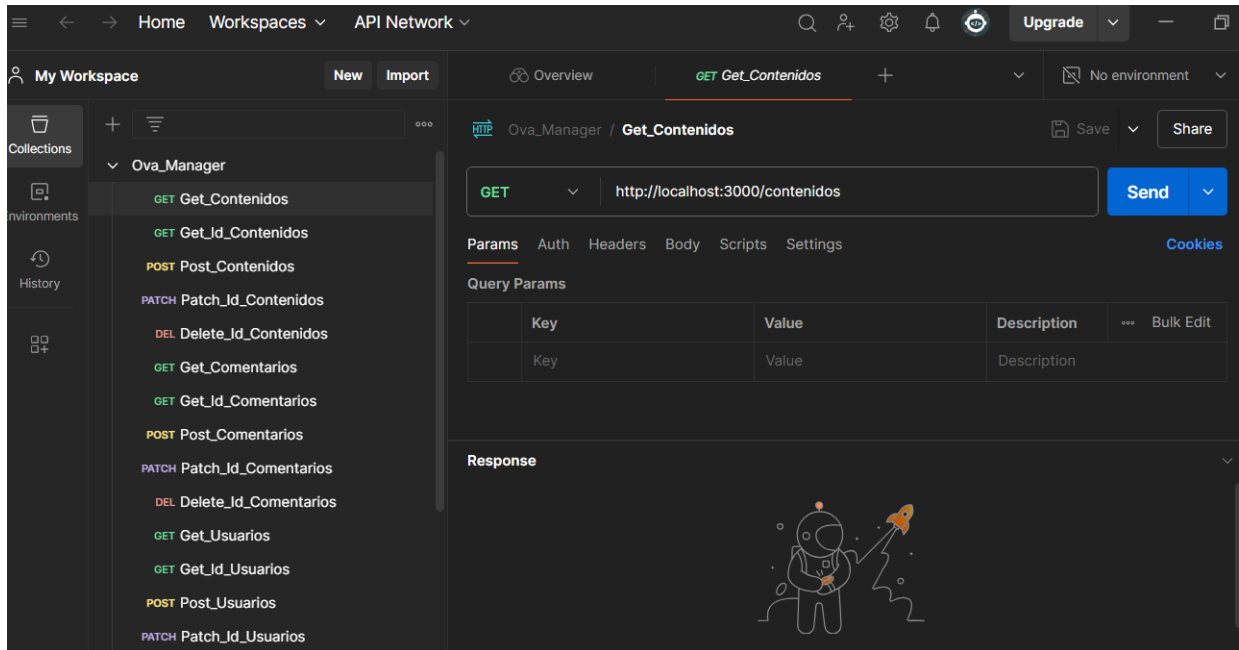 Home Workspaces API Network Upgrade
My Workspace New Import Overview GET Get_Contenidos No environment
Collections
HTTP Ova_Manager / Get_Contenidos Save Share
Ova_Manager
GET Get_Contenidos
GET http://localhost:3000/contenidos Send
nvironments
GET Get_Id_Contenidos
Params Auth Headers Body Scripts Settings Cookies
POST Post_Contenidos
History
Query Params
PATCH Patch_Id_Contenidos
Key Value Description Bulk Edit
DEL Delete_Id_Contenidos
Key Value Description
GET Get_Comentarios
GET Get_Id_Comentarios
POST Post_Comentarios
Response
PATCH Patch_Id_Comentarios
DEL Delete_Id_Comentarios
GET Get_Usuarios
GET Get_Id_Usuarios
POST Post_Usuarios
PATCH Patch_Id_Usuarios